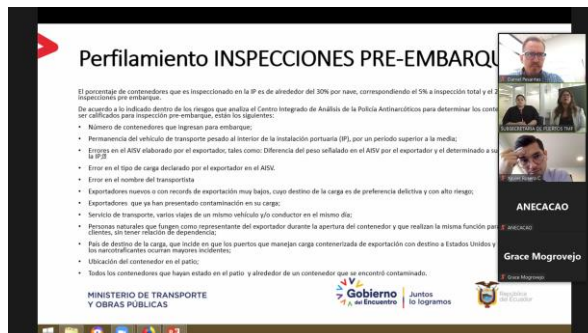 Perfilamiento INSPECCIONES PRE-EMBARQU
El porcentaje de contenedores que es inspeccionado en la IP es de alrededor del 30% por nave, correspondiendo el 5% a inspección total y el 2
inspecciones pre embarque.
De acuerdo a lo indicado dentro de los riesgos que analiza el Centro Integrado de Análisis de la Policía Antinarcóticos para determinar los conte
ser calificados para inspección pre-embarque, están los siguientes:
• Número de contenedores que ingresan para embarque;
• Permanencia del vehículo de transporte pesado al interior de la instalación portuaria (IP), por un periodo superior a la media;
• Errores en el AISV elaborado por el exportador, tales como: Diferencia del peso señalado en el AISV por el exportador y el determinado a su
la IP
• Error en el tipo de carga declarado por el exportador en el AISV.
• Error en el nombre del transportista
• Exportadores nuevos o con records de exportación muy bajos, cuyo destino de la carga es de preferencia delictiva y con alto riesgo;
• Exportadores que ya han presentado contaminación en su carga;
• Servicio de transporte, varios viajes de un mismo vehículo y/o conductor en el mismo día;
• Personas naturales que fungen como representante del exportador durante la apertura del contenedor y que realizan la misma función par
clientes, sin tener relación de dependencia;
• País de destino de la carga, que incide en que los puertos que manejan carga contenerizada de exportación con destino a Estados Unidos y
los narcotraficantes ocurran mayores incidentes;
• Ubicación del contenedor en el patio;
• Todos los contenedores que hayan estado en el patio y alrededor de un contenedor que se encontró contaminado.
MINISTERIO DE TRANSPORTE
Y OBRAS PÚBLICAS
Gobierno
del Encuentro
Juntos
lo logramos
República
del Ecuador
SUBSECRETARIA DE PUERTOS
ANECACAO
ANECACAO
Grace Mogrovejo
Grace Mogrovejo